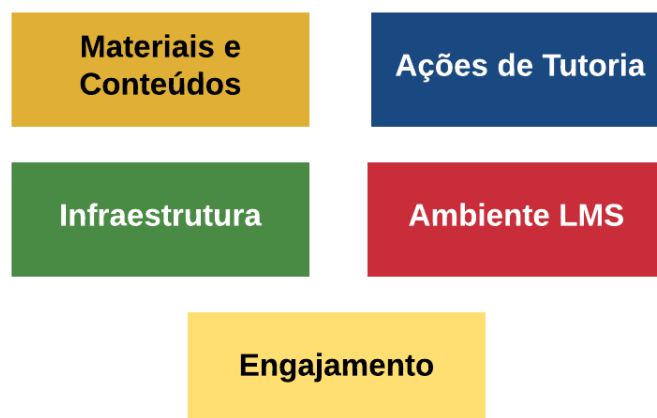 Materiais e
Conteúdos
Ações de Tutoria
Infraestrutura
Ambiente LMS
Engajamento